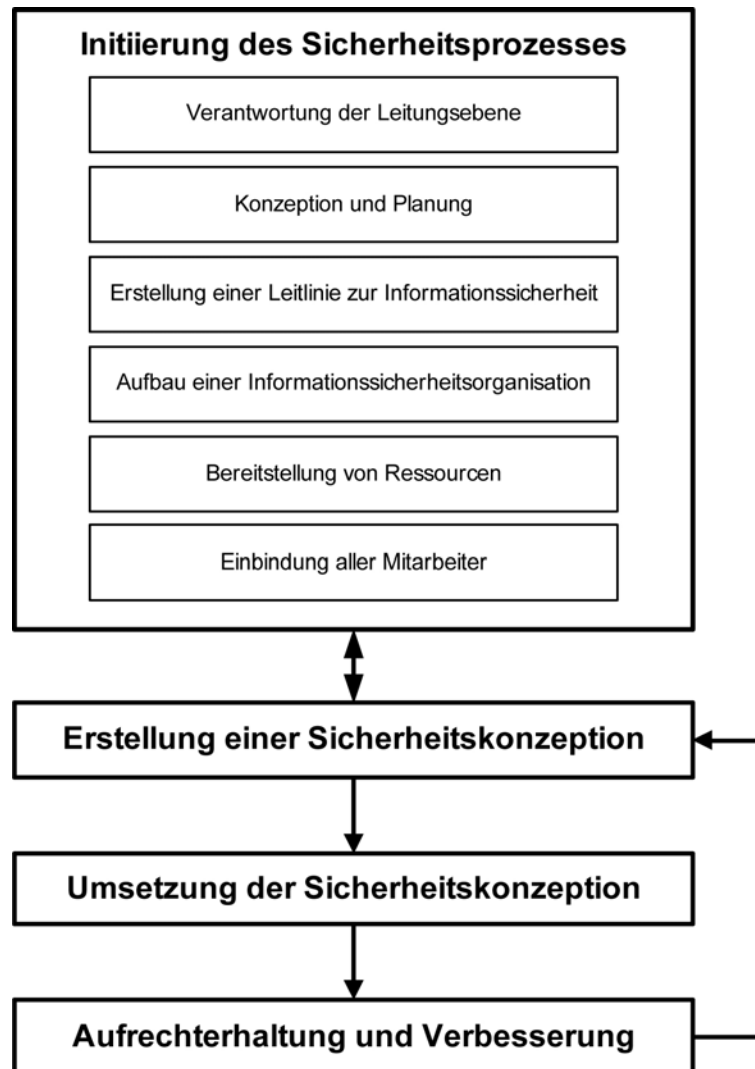 Initiierung des Sicherheitsprozesses
Verantwortung der Leitungsebene
Konzeption und Planung
Erstellung einer Leitlinie zur Informationssicherheit
Aufbau einer Informationssicherheitsorganisation
Bereitstellung von Ressourcen
Einbindung aller Mitarbeiter
Erstellung einer Sicherheitskonzeption
Umsetzung der Sicherheitskonzeption
Aufrechterhaltung und Verbesserung